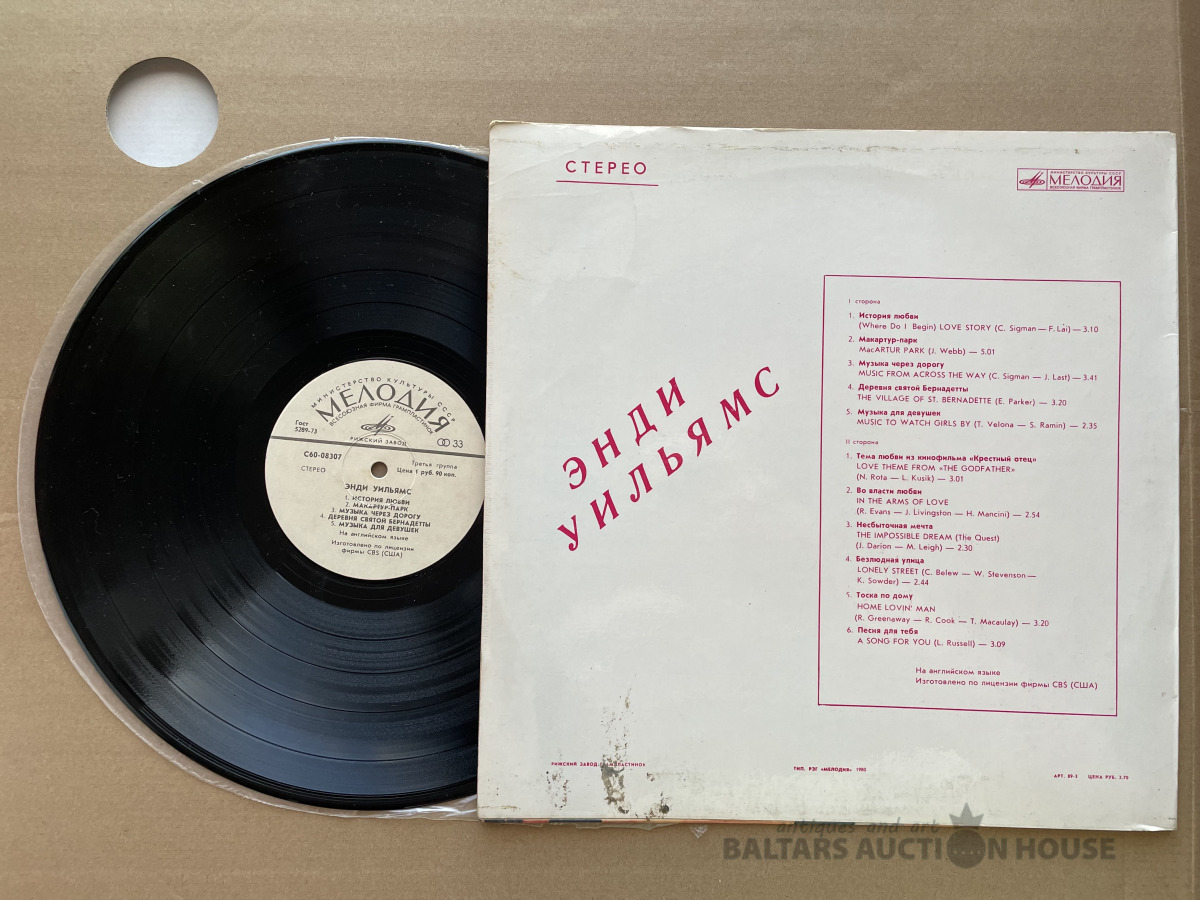 СТЕРЕО
МИНИСТЕРСТВО КУЛЬТУРЫ СССР
МЕЛОДИЯ
ВСЕСОЮЗНАЯ ФИРМА ГРАМПЛАСТИНОК
I сторона
1. История любви
(Where Do I Begin) LOVE STORY (C. Sigman — F. Lai) — 3.10
2. Макартур-парк
MacARTUR PARK (J. Webb) — 5.01
3. Музыка через дорогу
MUSIC FROM ACROSS THE WAY (C. Sigman — J. Last) — 3.41
4. Деревня святой Бернадетты
THE VILLAGE OF ST. BERNADETTE (E. Parker) — 3.20
5. Музыка для девушек
MUSIC TO WATCH GIRLS BY (T. Velona — S. Ramin) — 2.35
II сторона
1. Тема любви из кинофильма «Крестный отец»
LOVE THEME FROM «THE GODFATHER»
(N. Rota — L. Kusik) — 3.01
2. Во власти любви
IN THE ARMS OF LOVE
(R. Evans — J. Livingston — H. Mancini) — 2.54
3. Несбыточная мечта
THE IMPOSSIBLE DREAM (The Quest)
(J. Darion — M. Leigh) — 2.30
4. Безлюдная улица
LONELY STREET (C. Belew — W. Stevenson —
K. Sowder) — 2.44
5. Тоска по дому
HOME LOVIN' MAN
(R. Greenaway — R. Cook — T. Macaulay) — 3.20
6. Песня для тебя
A SONG FOR YOU (L. Russell) — 3.09
На английском языке
Изготовлено по лицензии фирмы CBS (США)
ЭНДИ
УИЛЬЯМС
МИНИСТЕРСТВО КУЛЬТУРЫ СССР
МЕЛОДИЯ
ВСЕСОЮЗНАЯ ФИРМА ГРАМПЛАСТИНОК
РИЖСКИЙ ЗАВОД
Гост
5289-73
33
С60-08307
Третья группа
СТЕРЕО
Цена 1 руб. 90 коп.
ЭНДИ УИЛЬЯМС
1. ИСТОРИЯ ЛЮБВИ
2. МАКАРТУР-ПАРК
3. МУЗЫКА ЧЕРЕЗ ДОРОГУ
4. ДЕРЕВНЯ СВЯТОЙ БЕРНАДЕТТЫ
5. МУЗЫКА ДЛЯ ДЕВУШЕК
На английском языке
Изготовлено по лицензии
фирмы CBS (США)
РИЖСКИЙ ЗАВОД ГРАМПЛАСТИНОК
ТИП. РЗГ «МЕЛОДИЯ» 1980
АРТ. 89-3 ЦЕНА РУБ. 2.70
antiques and art
BALTARS AUCTION HOUSE